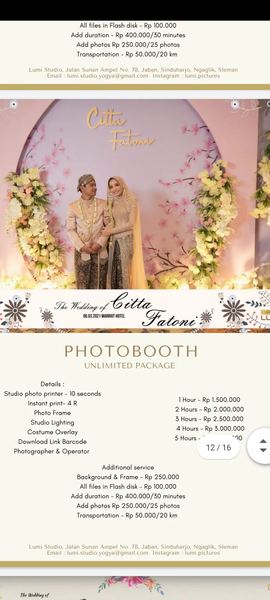 All files in Flash disk - Rp 100.000
Add duration - Rp 400.000/30 minutes
Add photos Rp 250.000/25 photos
Transportation - Rp 50.000/20 km
Lumi Studio, Jalan Sunan Ampel No. 78, Jaban, Sinduharjo, Ngaglik, Sleman
Email : lumi.studio.yogya@gmail.com Instagram : lumi.pictures
Citta
Fatoni
The Wedding of Citta
Fatoni
06.03.2021 MARRIOT HOTEL
PHOTOBOOTH
UNLIMITED PACKAGE
Details :
Studio photo printer - 10 seconds
Instant print- 4 R
Photo Frame
Studio Lighting
Costume Overlay
Download Link Barcode
Photographer & Operator
1 Hour - Rp 1.500.000
2 Hours - Rp 2.000.000
3 Hours - Rp 2.500.000
4 Hours - Rp 3.000.000
5 Hours -
12 / 16
Additional service
Background & Frame - Rp 250.000
All files in Flash disk - Rp 100.000
Add duration - Rp 400.000/30 minutes
Add photos Rp 250.000/25 photos
Transportation - Rp 50.000/20 km
Lumi Studio, Jalan Sunan Ampel No. 78, Jaban, Sinduharjo, Ngaglik, Sleman
Email : lumi.studio.yogya@gmail.com Instagram : lumi.pictures
The Wedding of